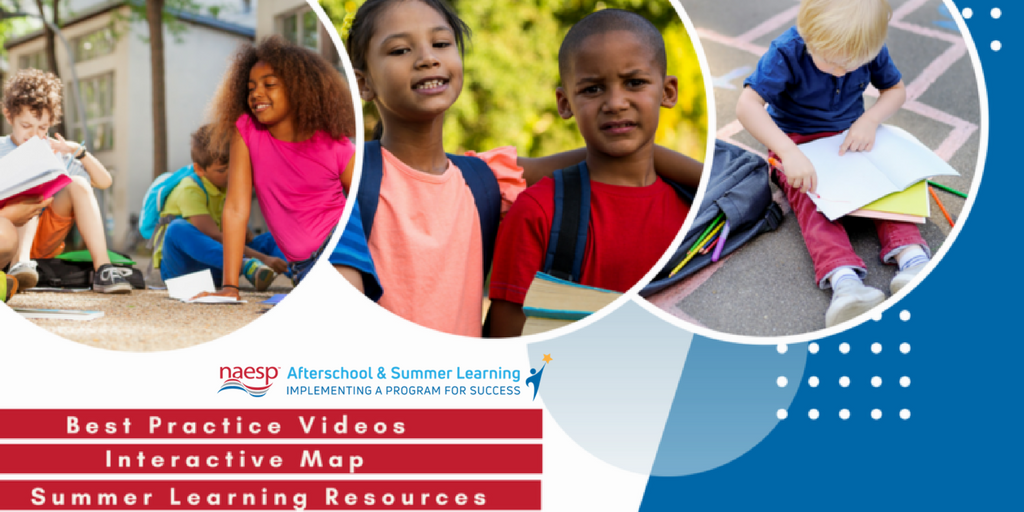 naesp
Afterschool & Summer Learning
IMPLEMENTING A PROGRAM FOR SUCCESS
Best Practice Videos
Interactive Map
Summer Learning Resources